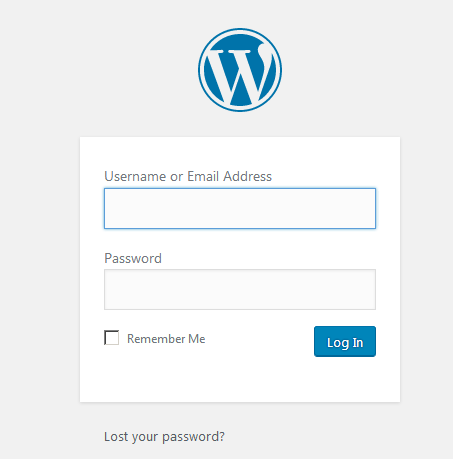 W
Username or Email Address
Password
Remember Me
Log In
Lost your password?